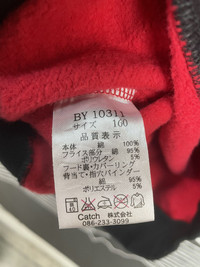 BY 10311
サイズ 160
品質表示
本体 綿 100%
フライス部分 綿 95%
ポリウレタン 5%
フード裏・カバーリング
背当て・指穴バインダー
綿 95%
ポリエステル 5%
Catch 株式会社
086-233-3099